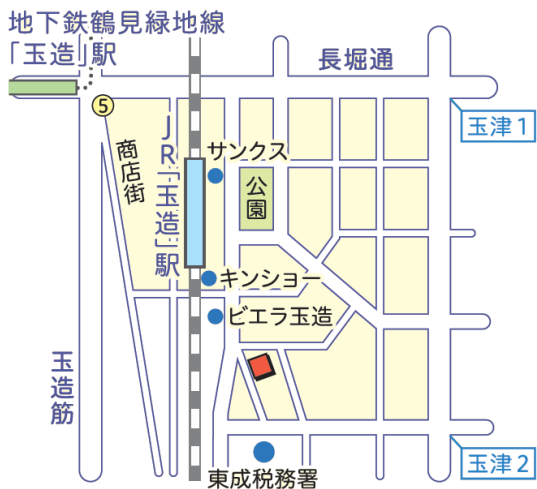 地下鉄鶴見緑地線
「玉造」駅
長堀通
玉津1
5
商店街
JR「玉造」駅
サンクス
公園
キンショー
ビエラ玉造
玉造筋
東成税務署
玉津2